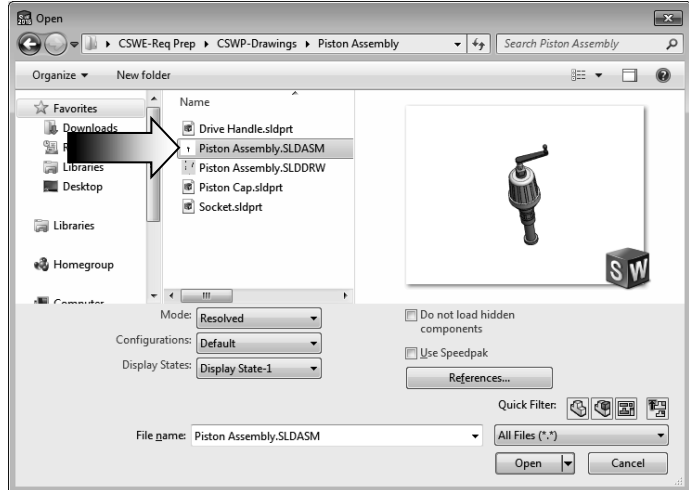 Open
CSWE-Req Prep ▸ CSWP-Drawings ▸ Piston Assembly
Search Piston Assembly
Organize
New folder
Favorites
Downloads
Libraries
Desktop
Libraries
Homegroup
Computer
Name
Drive Handle.sldprt
Piston Assembly.SLDASM
Piston Assembly.SLDDRW
Piston Cap.sldprt
Socket.sldprt
SW
Mode: Resolved
Configurations: Default
Display States: Display State-1
Do not load hidden
components
Use Speedpak
References...
Quick Filter:
File name: Piston Assembly.SLDASM
All Files (*.*)
Open
Cancel